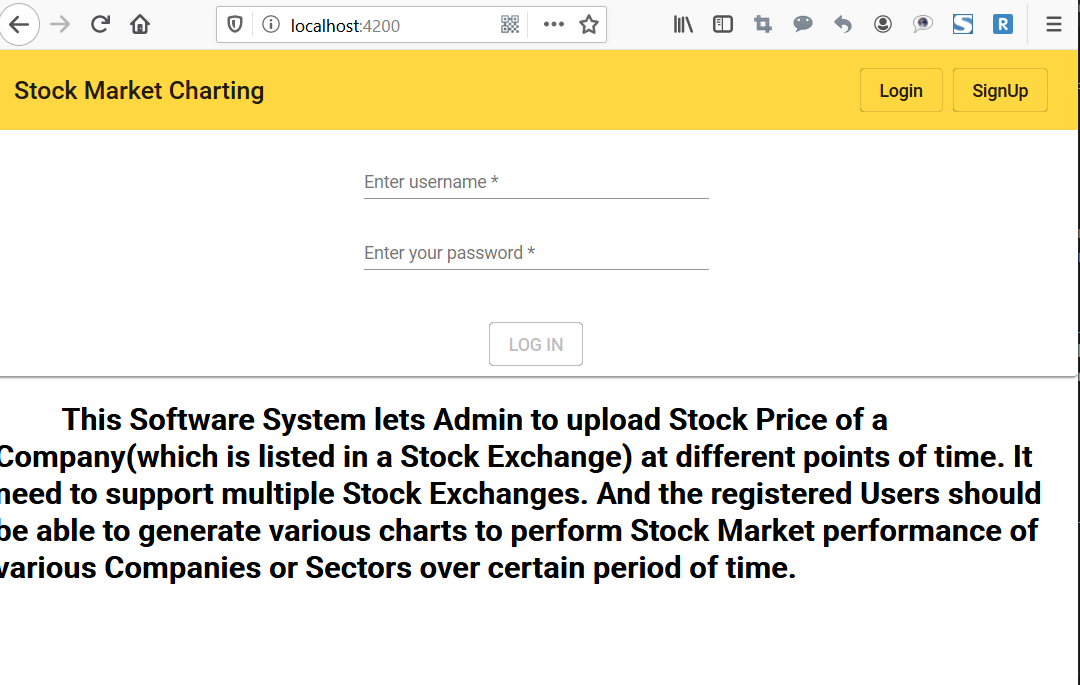 localhost:4200
S
R
Stock Market Charting
Login
SignUp
Enter username *
Enter your password *
LOG IN
This Software System lets Admin to upload Stock Price of a
Company(which is listed in a Stock Exchange) at different points of time. It
need to support multiple Stock Exchanges. And the registered Users should
be able to generate various charts to perform Stock Market performance of
various Companies or Sectors over certain period of time.